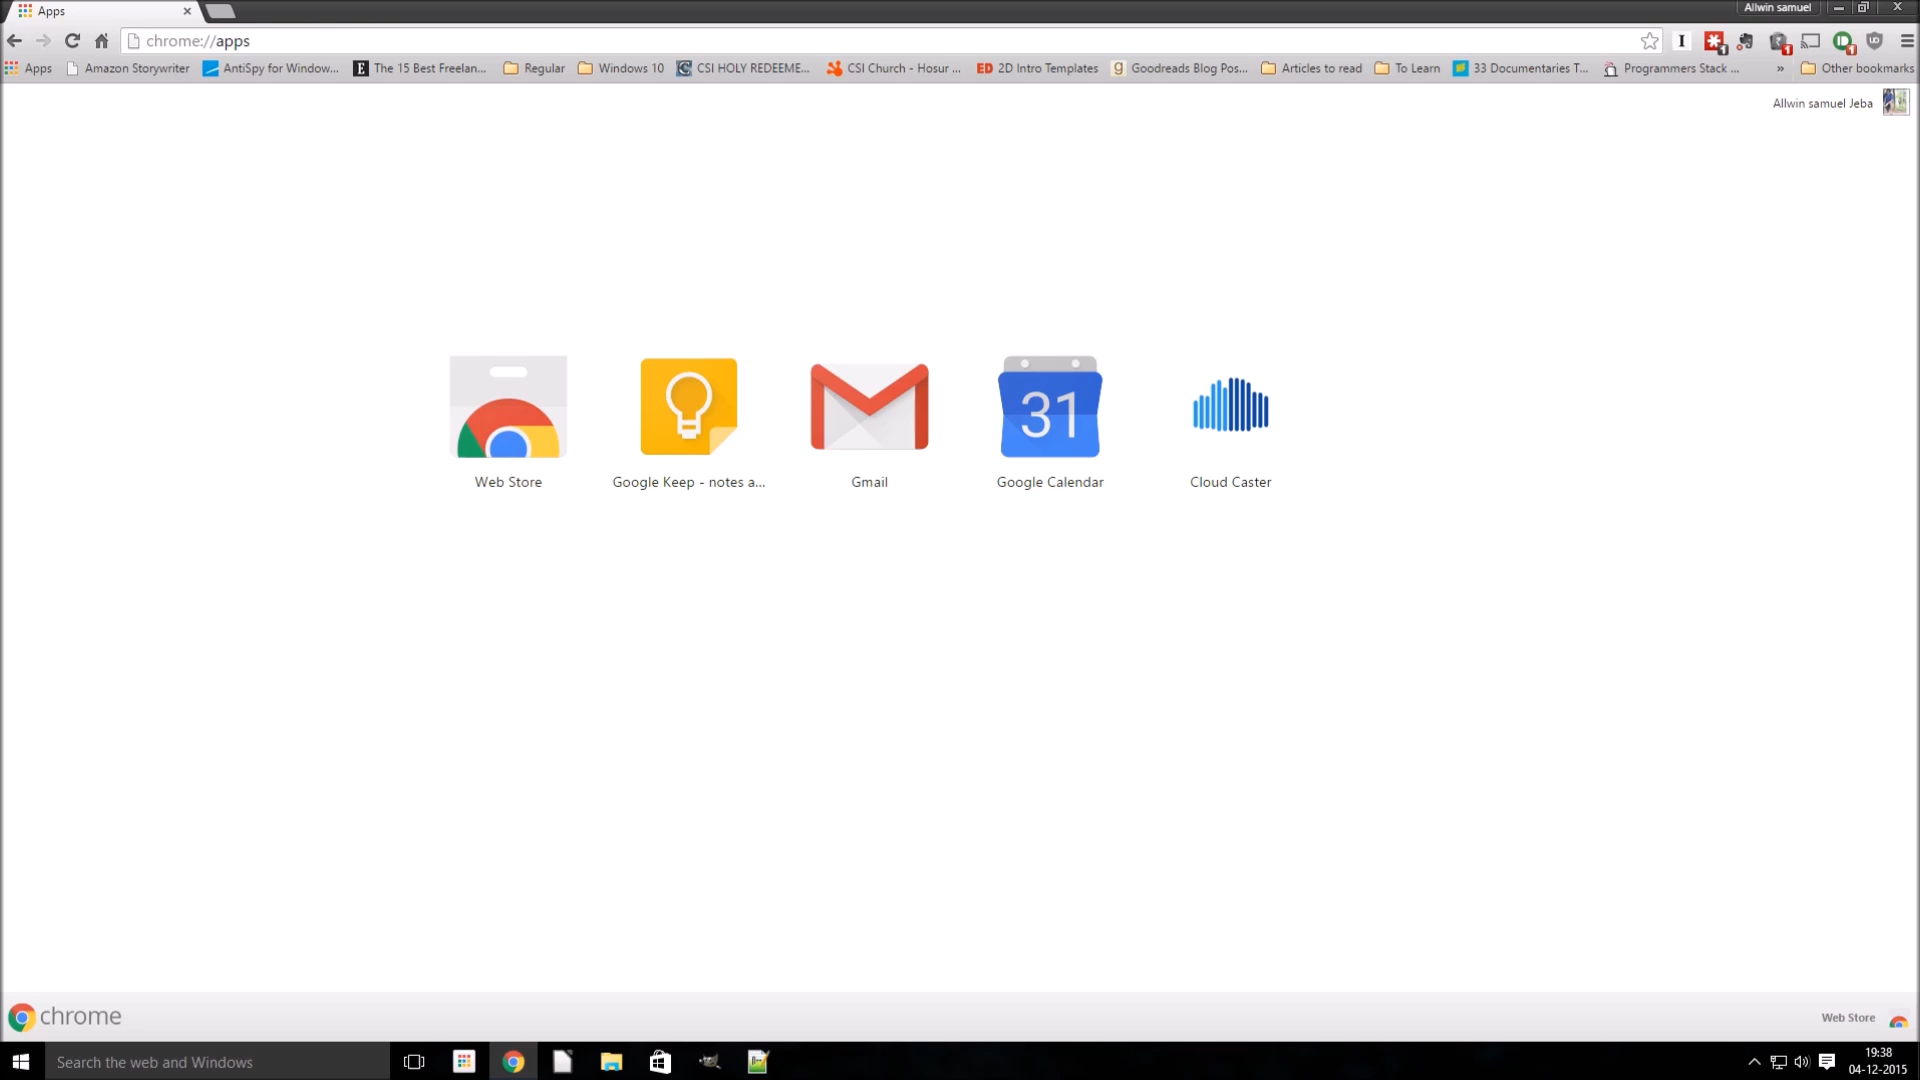 Apps
Allwin samuel
chrome://apps
Apps
Amazon Storywriter
AntiSpy for Window...
The 15 Best Freelan...
Regular
Windows 10
CSI HOLY REDEEME...
CSI Church - Hosur ...
ED 2D Intro Templates
g Goodreads Blog Pos...
Articles to read
To Learn
33 Documentaries T...
Programmers Stack ...
» Other bookmarks
Allwin samuel Jeba
31
Web Store
Google Keep - notes a...
Gmail
Google Calendar
Cloud Caster
chrome
Web Store
Search the web and Windows
19:38
04-12-2015